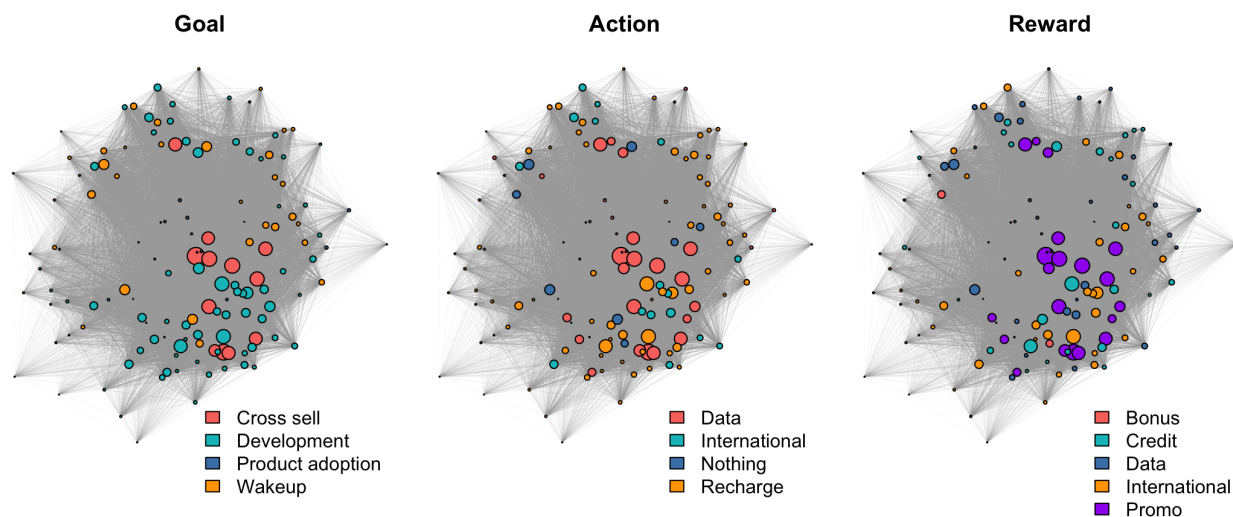 Goal
Action
Reward
Cross sell
Development
Product adoption
Wakeup
Data
International
Nothing
Recharge
Bonus
Credit
Data
International
Promo